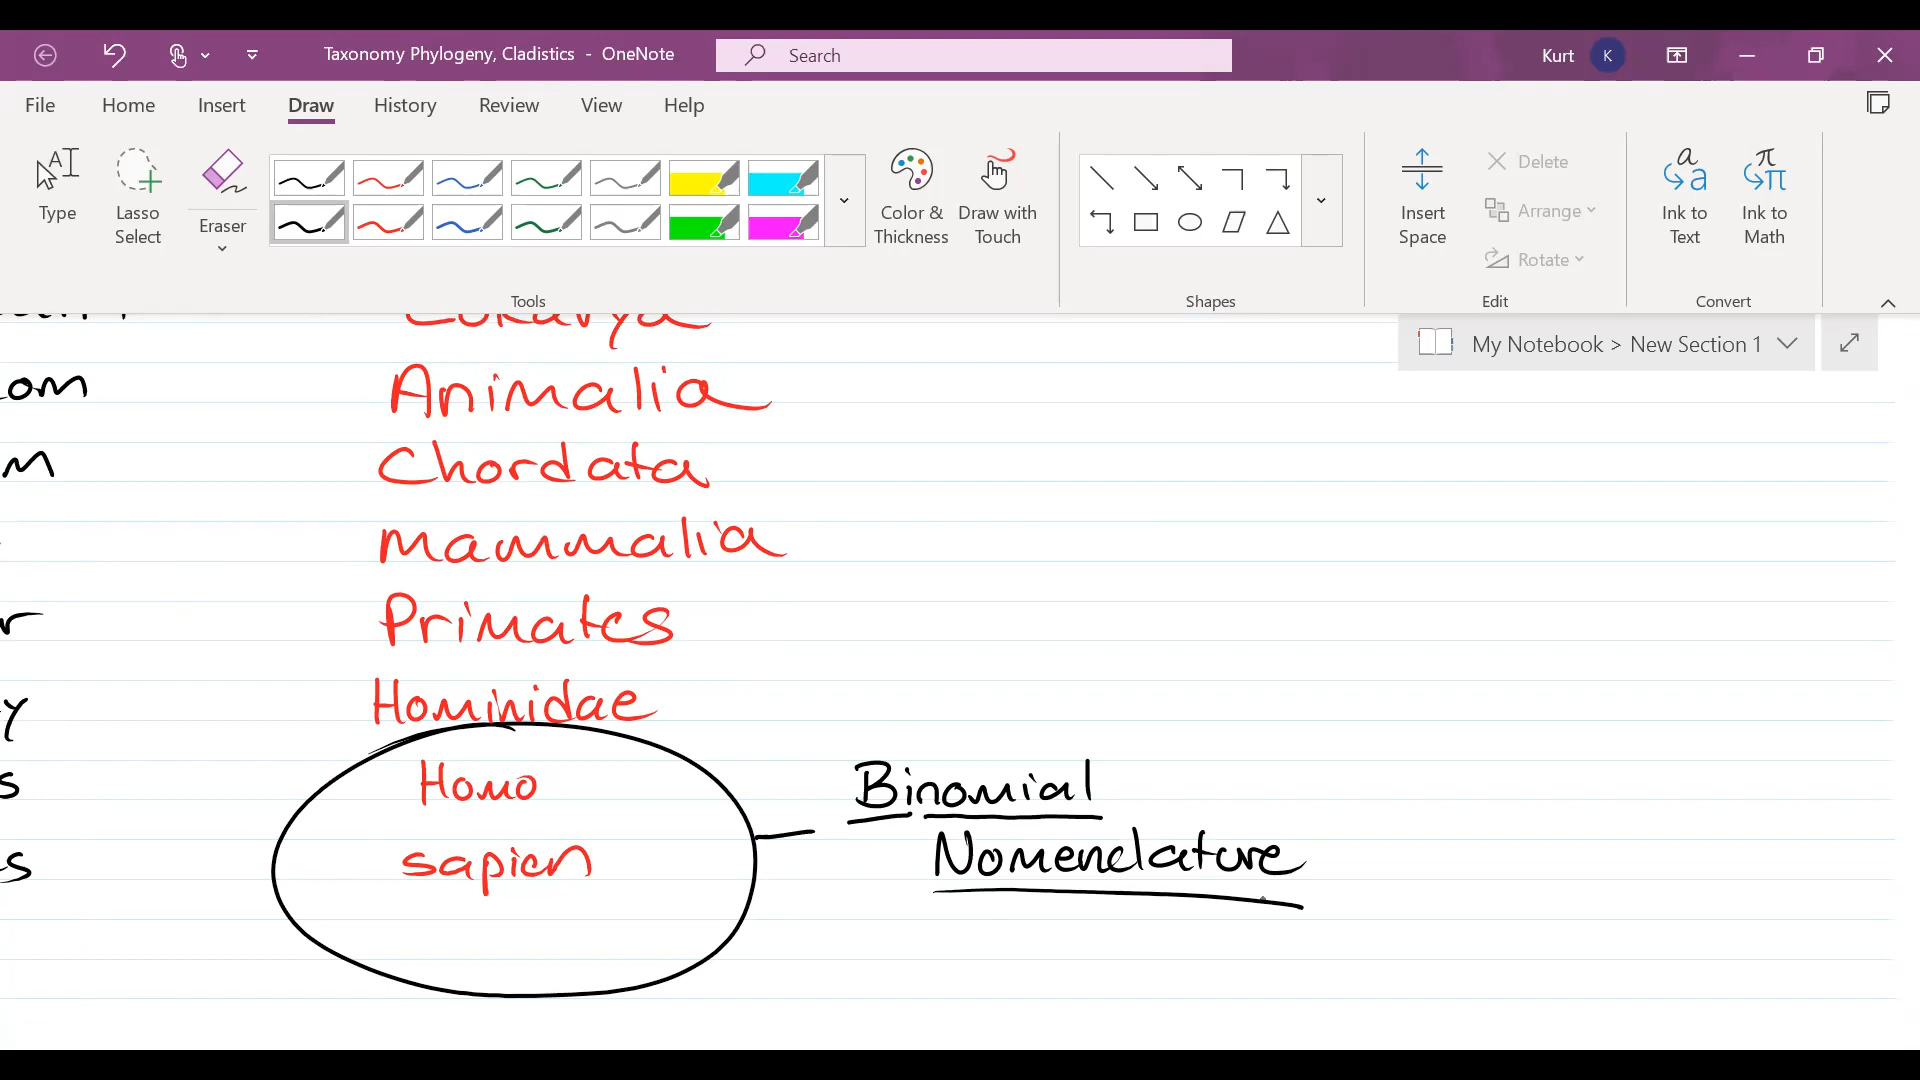 Taxonomy Phylogeny, Cladistics - OneNote
Search
Kurt K
File Home Insert Draw History Review View Help
Type
Lasso Select
Eraser
Color & Thickness
Draw with Touch
Insert Space
Delete
Arrange
Rotate
Ink to Text
Ink to Math
Tools Shapes Edit Convert
My Notebook > New Section 1
om Animalia
m Chordata
Mammalia
r Primates
y Hominidae
s Homo
Binomial
s sapien
Nomenclature